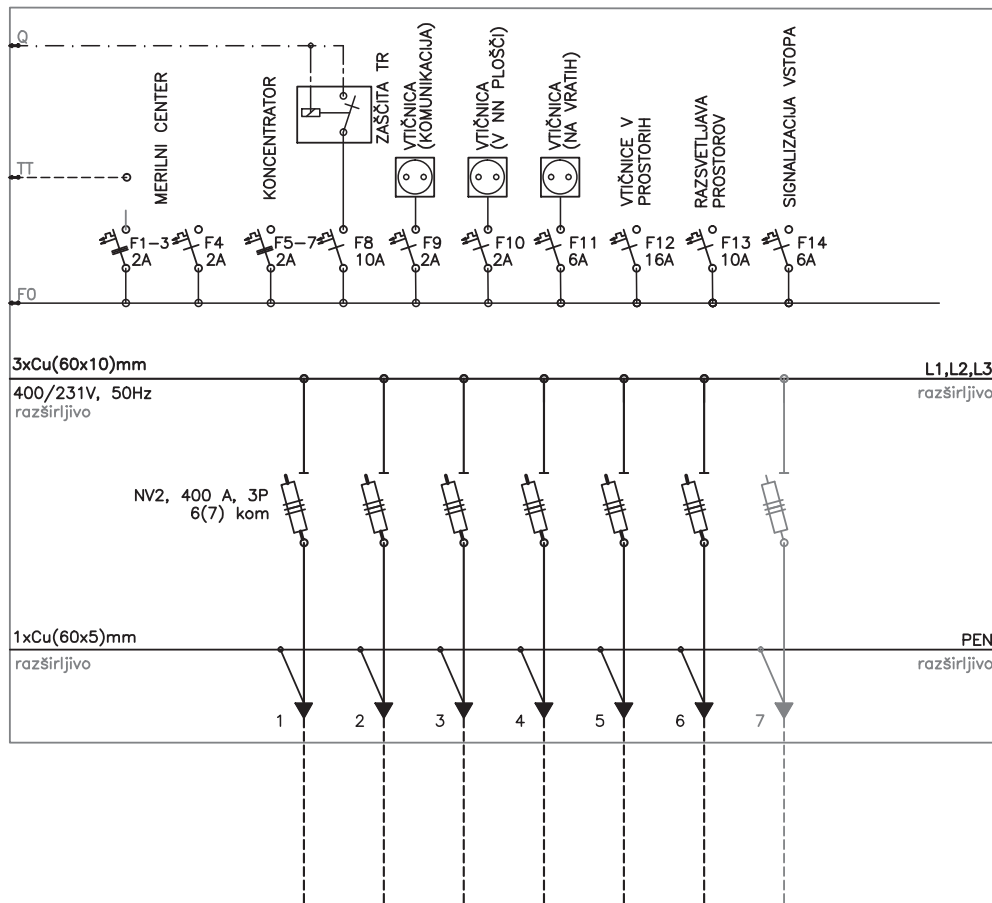 Q
TT
F0
MERILNI CENTER
KONCENTRATOR
ZAŠČITA TR
VTIČNICA
(KOMUNIKACIJA)
VTIČNICA
(V NN PLOŠČI)
VTIČNICA
(NA VRATIH)
VTIČNICE V
PROSTORIH
RAZSVETLJAVA
PROSTOROV
SIGNALIZACIJA VSTOPA
F1-3
2A
F4
2A
F5-7
2A
F8
10A
F9
2A
F10
2A
F11
6A
F12
16A
F13
10A
F14
6A
3xCu(60x10)mm
L1,L2,L3
400/231V, 50Hz
razširljivo
razširljivo
NV2, 400 A, 3P
6(7) kom
1xCu(60x5)mm
PEN
razširljivo
razširljivo
1
2
3
4
5
6
7